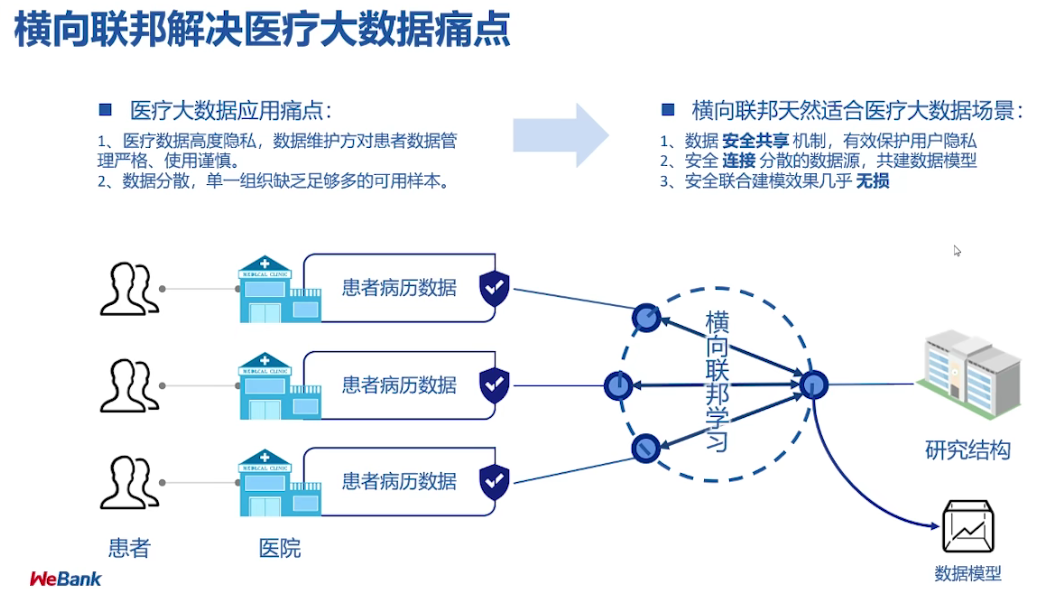 横向联邦解决医疗大数据痛点
■ 医疗大数据应用痛点：
1、医疗数据高度隐私，数据维护方对患者数据管
理严格、使用谨慎。
2、数据分散，单一组织缺乏足够多的可用样本。
■ 横向联邦天然适合医疗大数据场景：
1、数据 安全共享 机制，有效保护用户隐私
2、安全 连接 分散的数据源，共建数据模型
3、安全联合建模效果几乎 无损
MEDICAL CLINIC
患者病历数据
MEDICAL CLINIC
患者病历数据
MEDICAL CLINIC
患者病历数据
横向联邦学习
研究结构
患者
医院
数据模型
WeBank